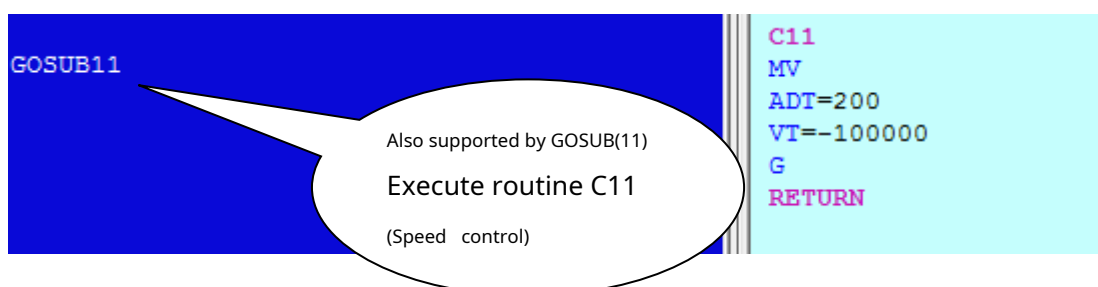 GOSUB11
Also supported by GOSUB(11)
Execute routine C11
(Speed control)
C11
MV
ADT=200
VT=-100000
G
RETURN